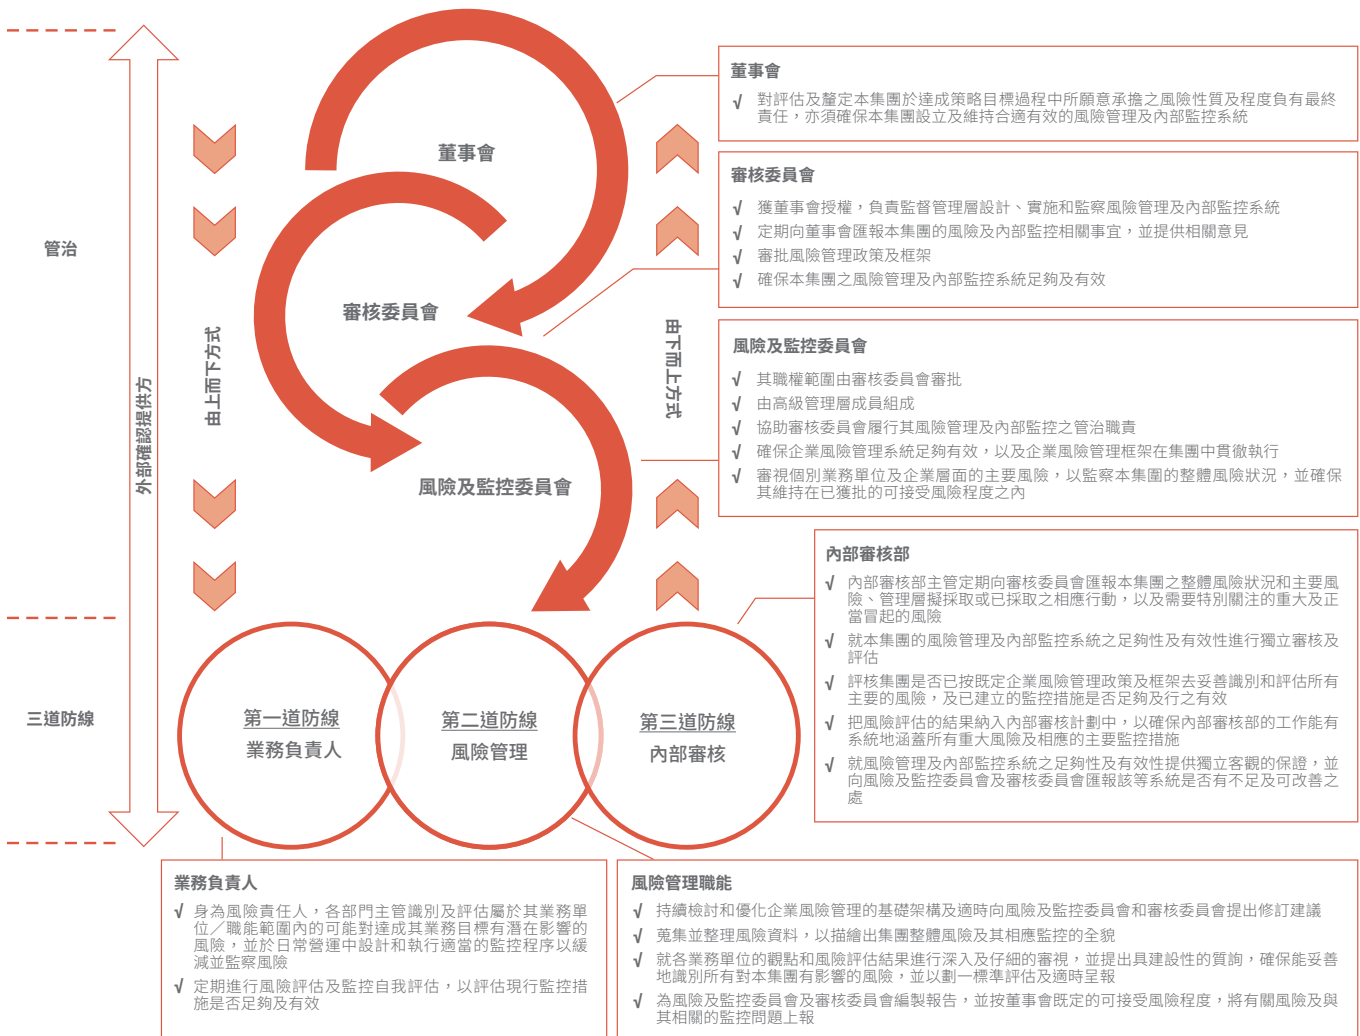 管治
三道防線
外部確認提供方
由上而下方式
由下而上方式
董事會
審核委員會
風險及監控委員會
第一道防線
業務負責人
第二道防線
風險管理
第三道防線
內部審核
董事會
√ 對評估及釐定本集團於達成策略目標過程中所願意承擔之風險性質及程度負有最終
責任，亦須確保本集團設立及維持合適有效的風險管理及內部監控系統
審核委員會
√ 獲董事會授權，負責監督管理層設計、實施和監察風險管理及內部監控系統
√ 定期向董事會匯報本集團的風險及內部監控相關事宜，並提供相關意見
√ 審批風險管理政策及框架
√ 確保本集團之風險管理及內部監控系統足夠及有效
風險及監控委員會
√ 其職權範圍由審核委員會審批
√ 由高級管理層成員組成
√ 協助審核委員會履行其風險管理及內部監控之管治職責
√ 確保企業風險管理系統足夠有效，以及企業風險管理框架在集團中貫徹執行
√ 審視個別業務單位及企業層面的主要風險，以監察本集團的整體風險狀況，並確保
其維持在已獲批的可接受風險程度之內
內部審核部
√ 內部審核部主管定期向審核委員會匯報本集團之整體風險狀況和主要風
險、管理層擬採取或已採取之相應行動，以及需要特別關注的重大及正
當冒起的風險
√ 就本集團的風險管理及內部監控系統之足夠性及有效性進行獨立審核及
評估
√ 評核集團是否已按既定企業風險管理政策及框架去妥善識別和評估所有
主要的風險，及已建立的監控措施是否足夠及行之有效
√ 把風險評估的結果納入內部審核計劃中，以確保內部審核部的工作能有
系統地涵蓋所有重大風險及相應的主要監控措施
√ 就風險管理及內部監控系統之足夠性及有效性提供獨立客觀的保證，並
向風險及監控委員會及審核委員會匯報該等系統是否有不足及可改善之
處
業務負責人
√ 身為風險責任人，各部門主管識別及評估屬於其業務單
位／職能範圍內的可能對達成其業務目標有潛在影響的
風險，並於日常營運中設計和執行適當的監控程序以緩
減並監察風險
√ 定期進行風險評估及監控自我評估，以評估現行監控措
施是否足夠及有效
風險管理職能
√ 持續檢討和優化企業風險管理的基礎架構及適時向風險及監控委員會和審核委員會提出修訂建議
√ 蒐集並整理風險資料，以描繪出集團整體風險及其相應監控的全貌
√ 就各業務單位的觀點和風險評估結果進行深入及仔細的審視，並提出具建設性的質詢，確保能妥善
地識別所有對本集團有影響的風險，並以劃一標準評估及適時呈報
√ 為風險及監控委員會及審核委員會編製報告，並按董事會既定的可接受風險程度，將有關風險及與
其相關的監控問題上報